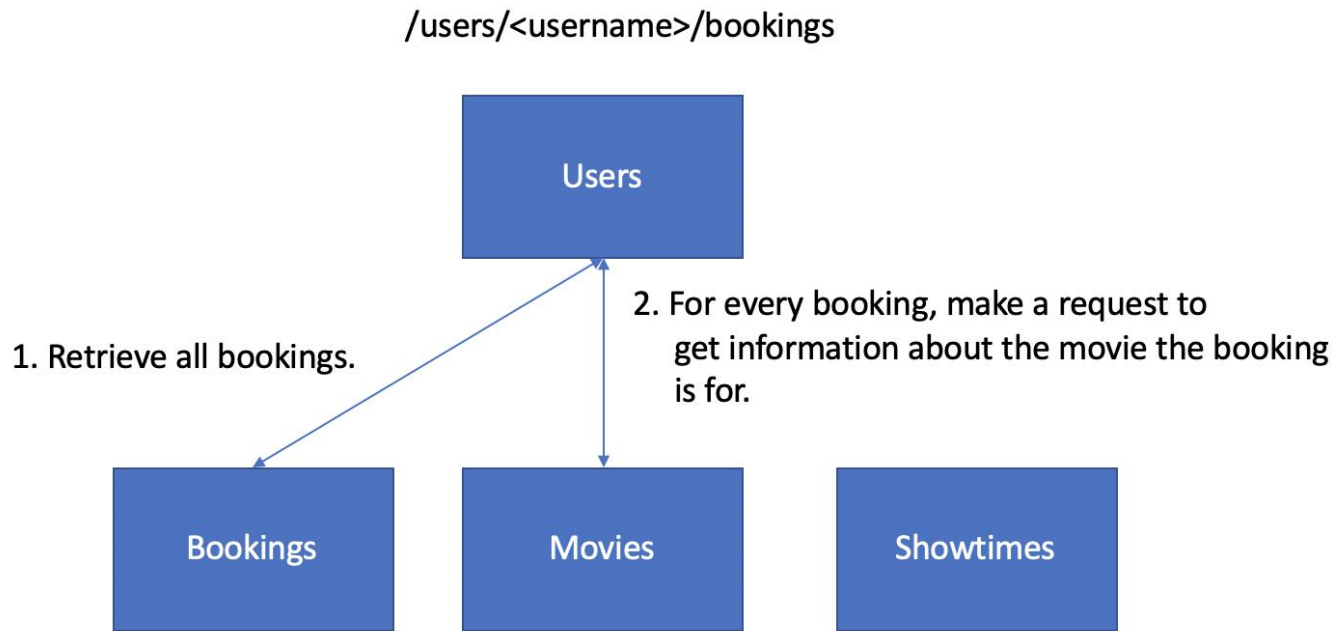 /users/<username>/bookings
Users
1. Retrieve all bookings.
2. For every booking, make a request to
get information about the movie the booking
is for.
Bookings
Movies
Showtimes